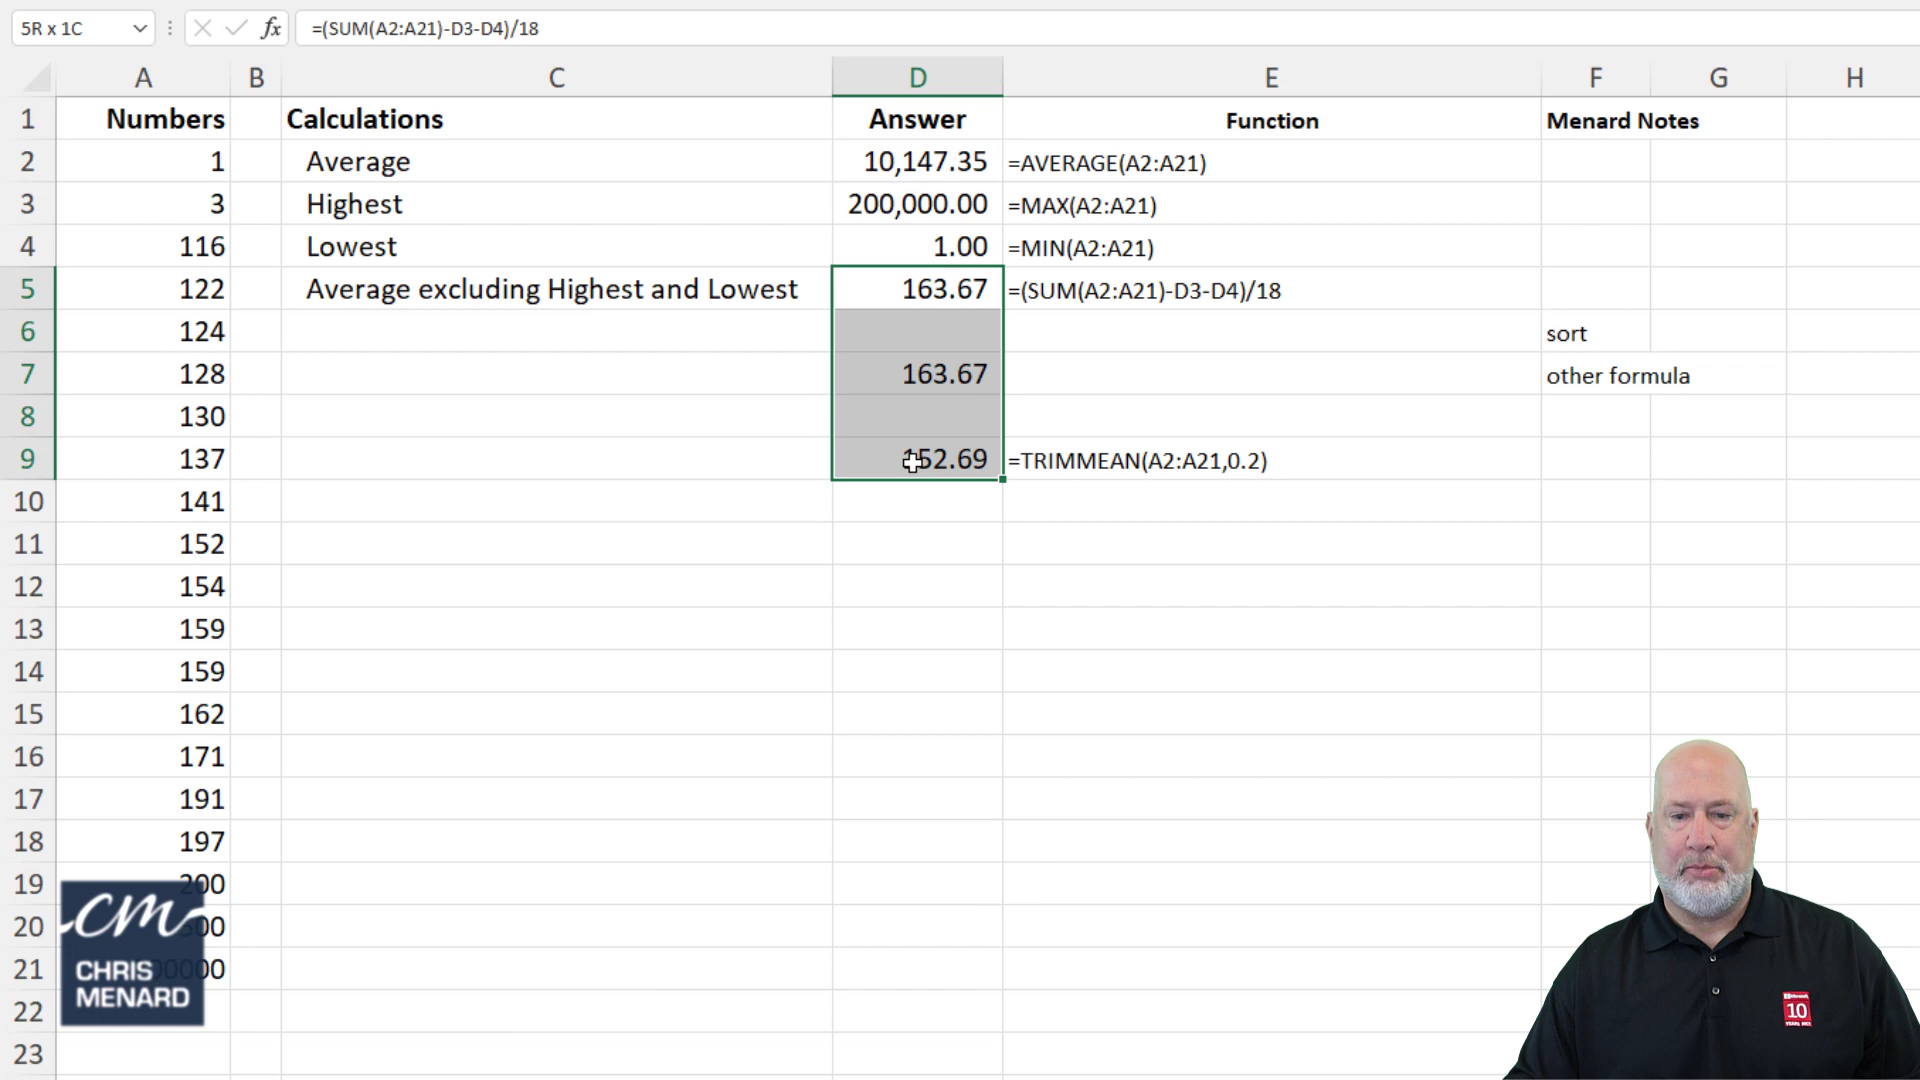 5R x 1C fx =(SUM(A2:A21)-D3-D4)/18
A B C D E F G H
1 Numbers Calculations Answer Function Menard Notes
2 1 Average 10,147.35 =AVERAGE(A2:A21)
3 3 Highest 200,000.00 =MAX(A2:A21)
4 116 Lowest 1.00 =MIN(A2:A21)
5 122 Average excluding Highest and Lowest 163.67 =(SUM(A2:A21)-D3-D4)/18
6 124 sort
7 128 163.67 other formula
8 130
9 137 152.69 =TRIMMEAN(A2:A21,0.2)
10 141
11 152
12 154
13 159
14 159
15 162
16 171
17 191
18 197
19 200
20
21
22
23
cm
CHRIS
MENARD
10